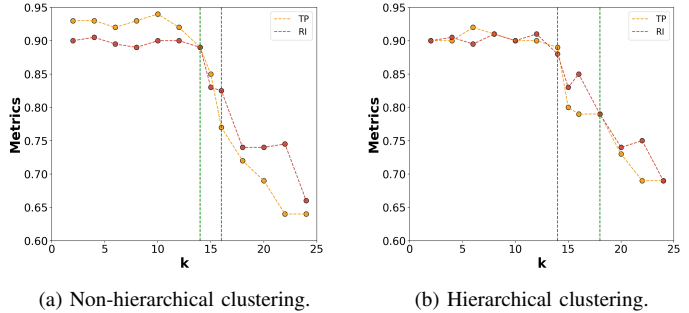 0.95
0.90
0.85
0.80
0.75
0.70
0.65
0.60
Metrics
0 5 10 15 20 25
k
TP
RI
(a) Non-hierarchical clustering.
0.95
0.90
0.85
0.80
0.75
0.70
0.65
0.60
Metrics
0 5 10 15 20 25
k
TP
RI
(b) Hierarchical clustering.